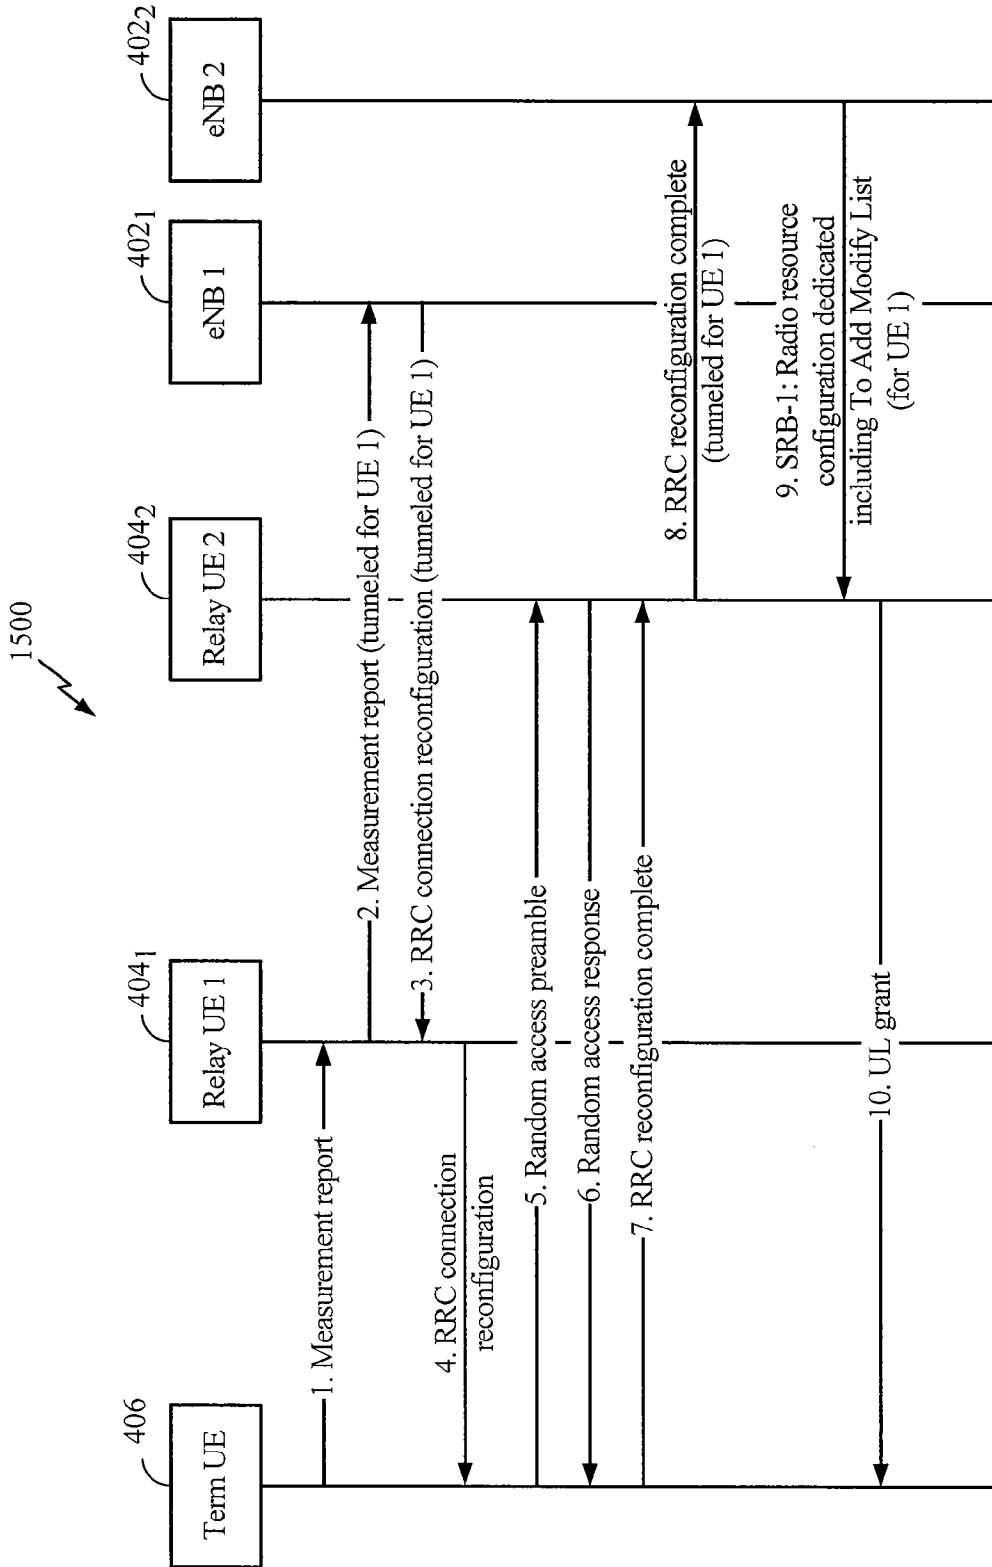 1500
406
404₁
404₂
402₁
402₂
Term UE
Relay UE 1
Relay UE 2
eNB 1
eNB 2
1. Measurement report
2. Measurement report (tunneled for UE 1)
3. RRC connection reconfiguration (tunneled for UE 1)
4. RRC connection
reconfiguration
5. Random access preamble
6. Random access response
7. RRC reconfiguration complete
8. RRC reconfiguration complete
(tunneled for UE 1)
9. SRB-1: Radio resource
configuration dedicated
including To Add Modify List
(for UE 1)
10. UL grant